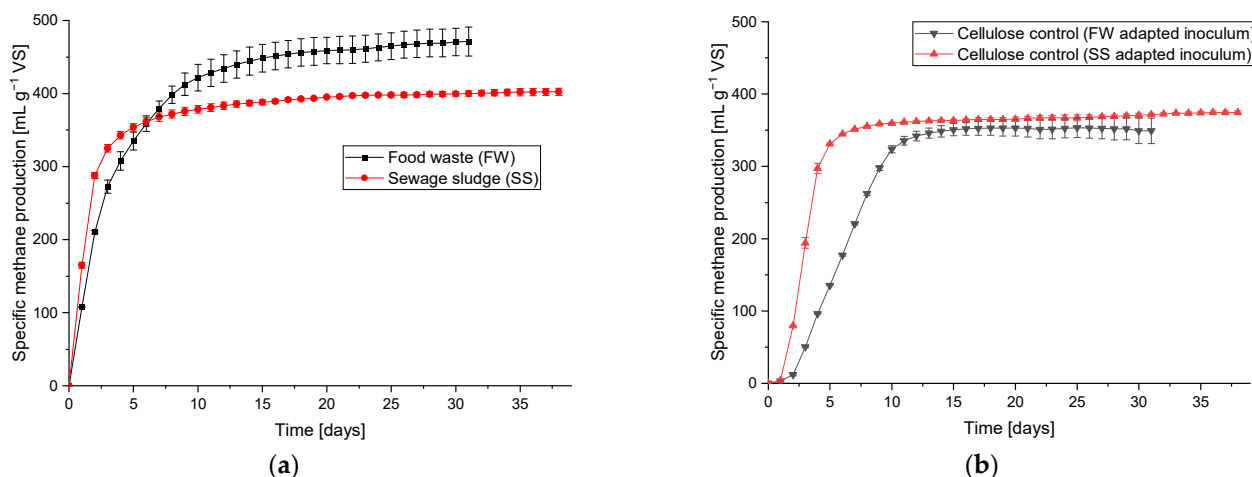 Specific methane production [mL g⁻¹ VS]
500
400
300
200
100
0
Food waste (FW)
Sewage sludge (SS)
0 5 10 15 20 25 30 35
Time [days]
(a)
Specific methane production [mL g⁻¹ VS]
500
400
300
200
100
0
Cellulose control (FW adapted inoculum)
Cellulose control (SS adapted inoculum)
0 5 10 15 20 25 30 35
Time [days]
(b)